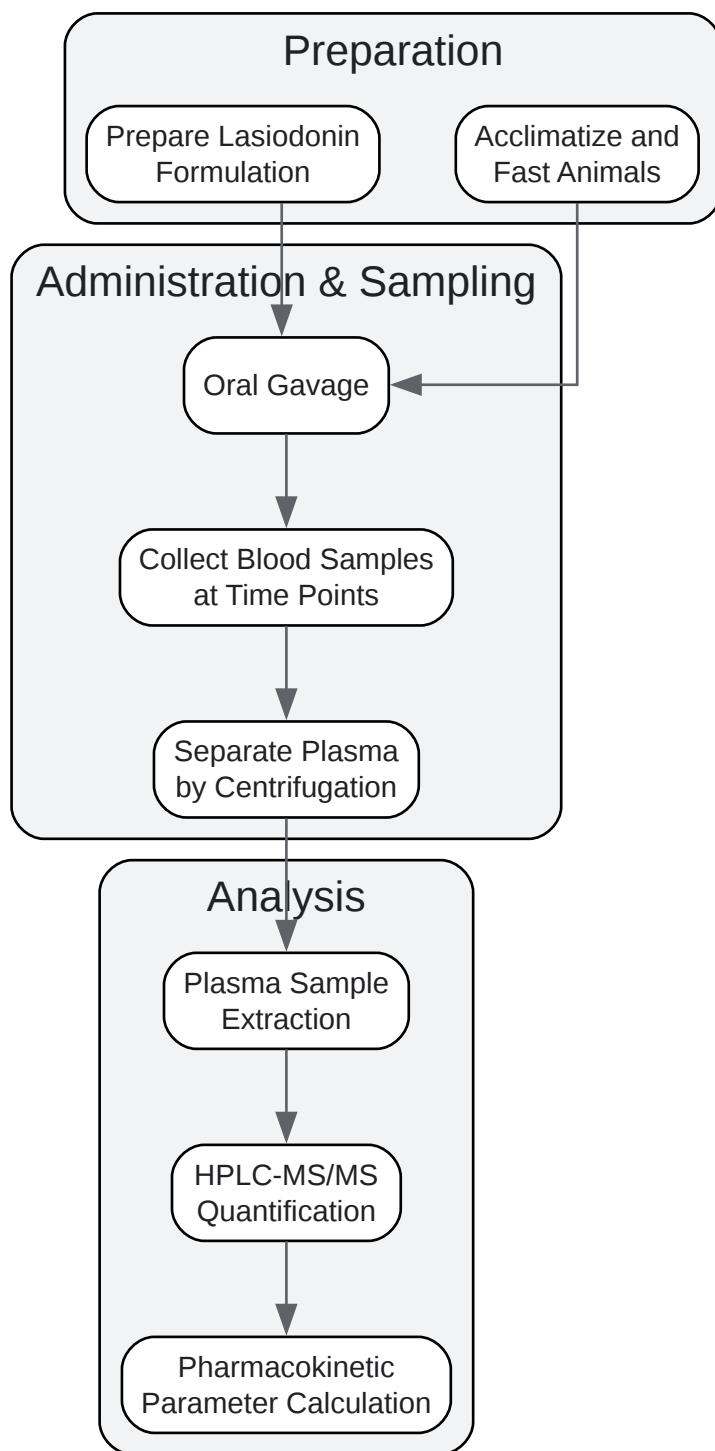 Preparation
Prepare Lasiodonin
Formulation
Acclimatize and
Fast Animals
Administration & Sampling
Oral Gavage
Collect Blood Samples
at Time Points
Separate Plasma
by Centrifugation
Analysis
Plasma Sample
Extraction
HPLC-MS/MS
Quantification
Pharmacokinetic
Parameter Calculation